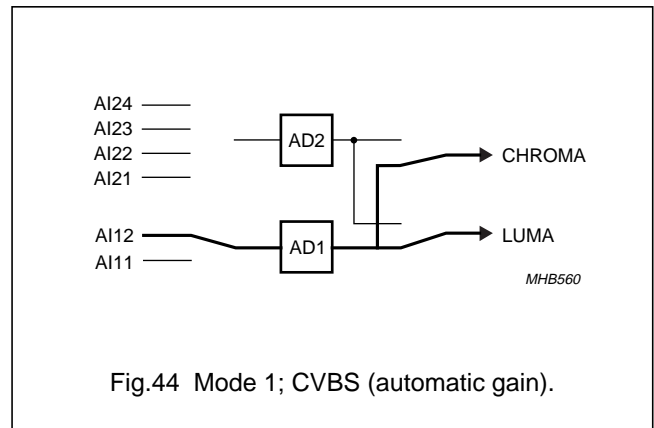 AI24
AI23
AI22
AI21
AD2
CHROMA
AI12
AI11
AD1
LUMA
MHB560
Fig.44 Mode 1; CVBS (automatic gain).